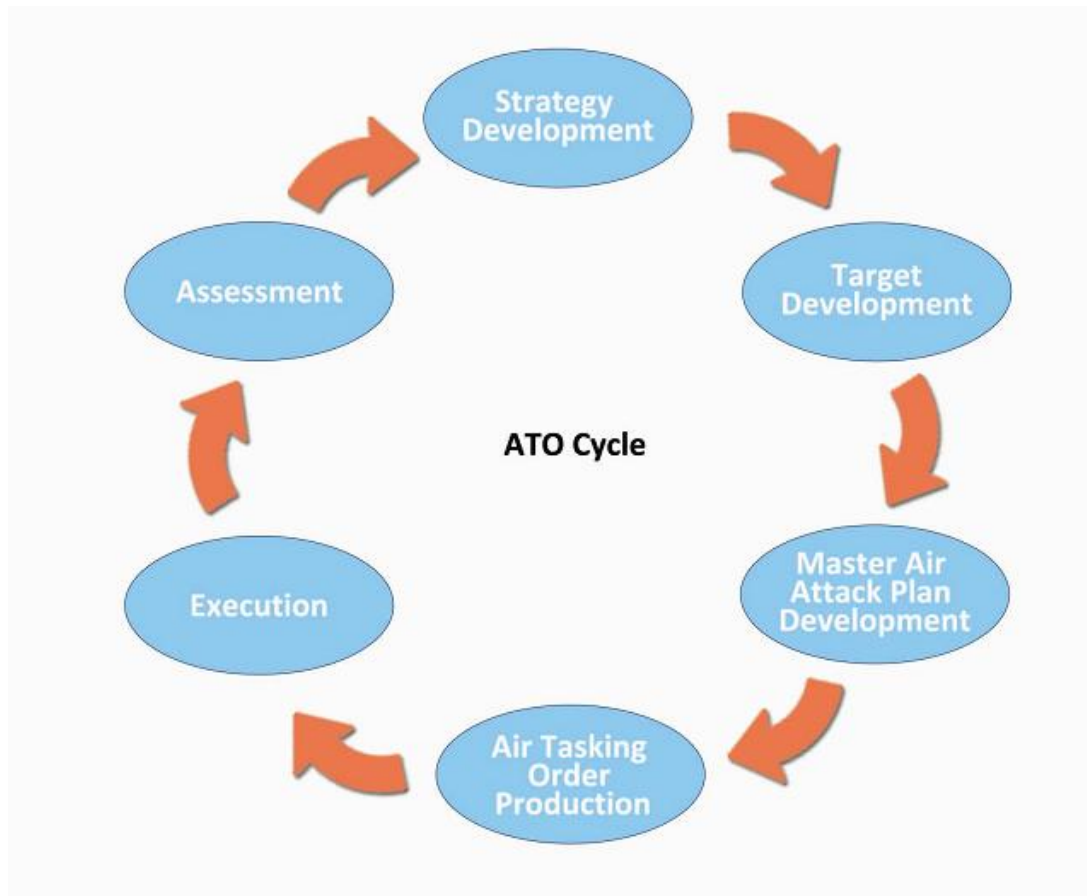 Strategy
Development
Target
Development
Master Air
Attack Plan
Development
Air Tasking
Order
Production
Execution
Assessment
ATO Cycle